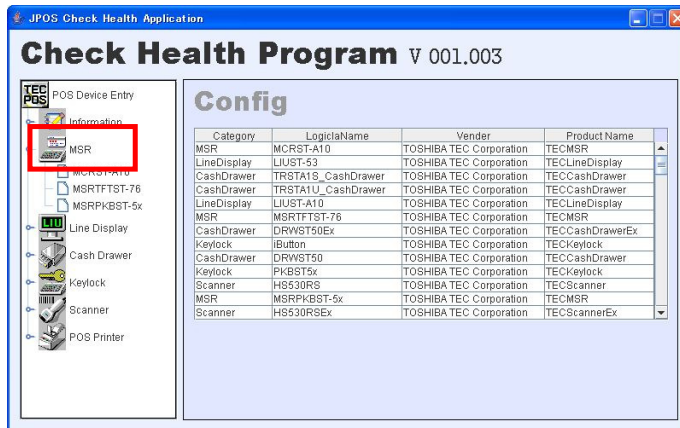 JPOS Check Health Application
Check Health Program V 001.003
TEC POS
POS Device Entry
Information
MSR
MCRST-A10
MSRTFTST-76
MSRPKBST-5x
LIU
Line Display
Cash Drawer
Keylock
Scanner
POS Printer
Config
Category LogiclaName Vender Product Name
MSR MCRST-A10 TOSHIBA TEC Corporation TECMSR
LineDisplay LIUST-53 TOSHIBA TEC Corporation TECLineDisplay
CashDrawer TRSTA1S_CashDrawer TOSHIBA TEC Corporation TECCashDrawer
CashDrawer TRSTA1U_CashDrawer TOSHIBA TEC Corporation TECCashDrawer
LineDisplay LIUST-A10 TOSHIBA TEC Corporation TECLineDisplay
MSR MSRTFTST-76 TOSHIBA TEC Corporation TECMSR
CashDrawer DRWST50Ex TOSHIBA TEC Corporation TECCashDrawerEx
Keylock iButton TOSHIBA TEC Corporation TECKeylock
CashDrawer DRWST50 TOSHIBA TEC Corporation TECCashDrawer
Keylock PKBST5x TOSHIBA TEC Corporation TECKeylock
Scanner HS530RS TOSHIBA TEC Corporation TECScanner
MSR MSRPKBST-5x TOSHIBA TEC Corporation TECMSR
Scanner HS530RSEx TOSHIBA TEC Corporation TECScannerEx